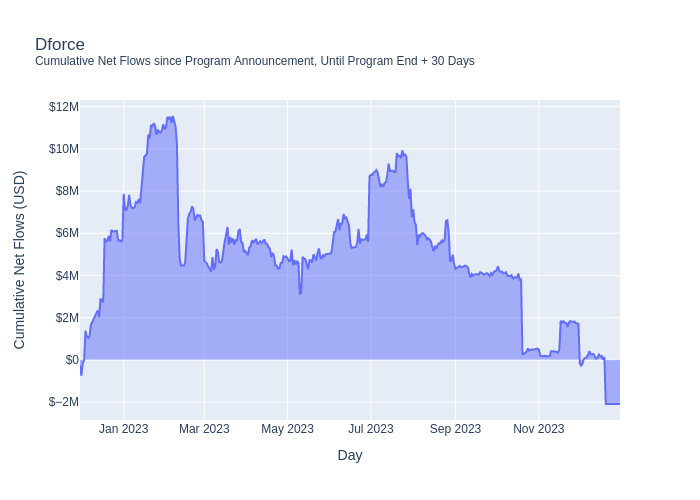 Dforce
Cumulative Net Flows since Program Announcement, Until Program End + 30 Days
Cumulative Net Flows (USD)
$12M
$10M
$8M
$6M
$4M
$2M
$0
$−2M
Jan 2023
Mar 2023
May 2023
Jul 2023
Sep 2023
Nov 2023
Day